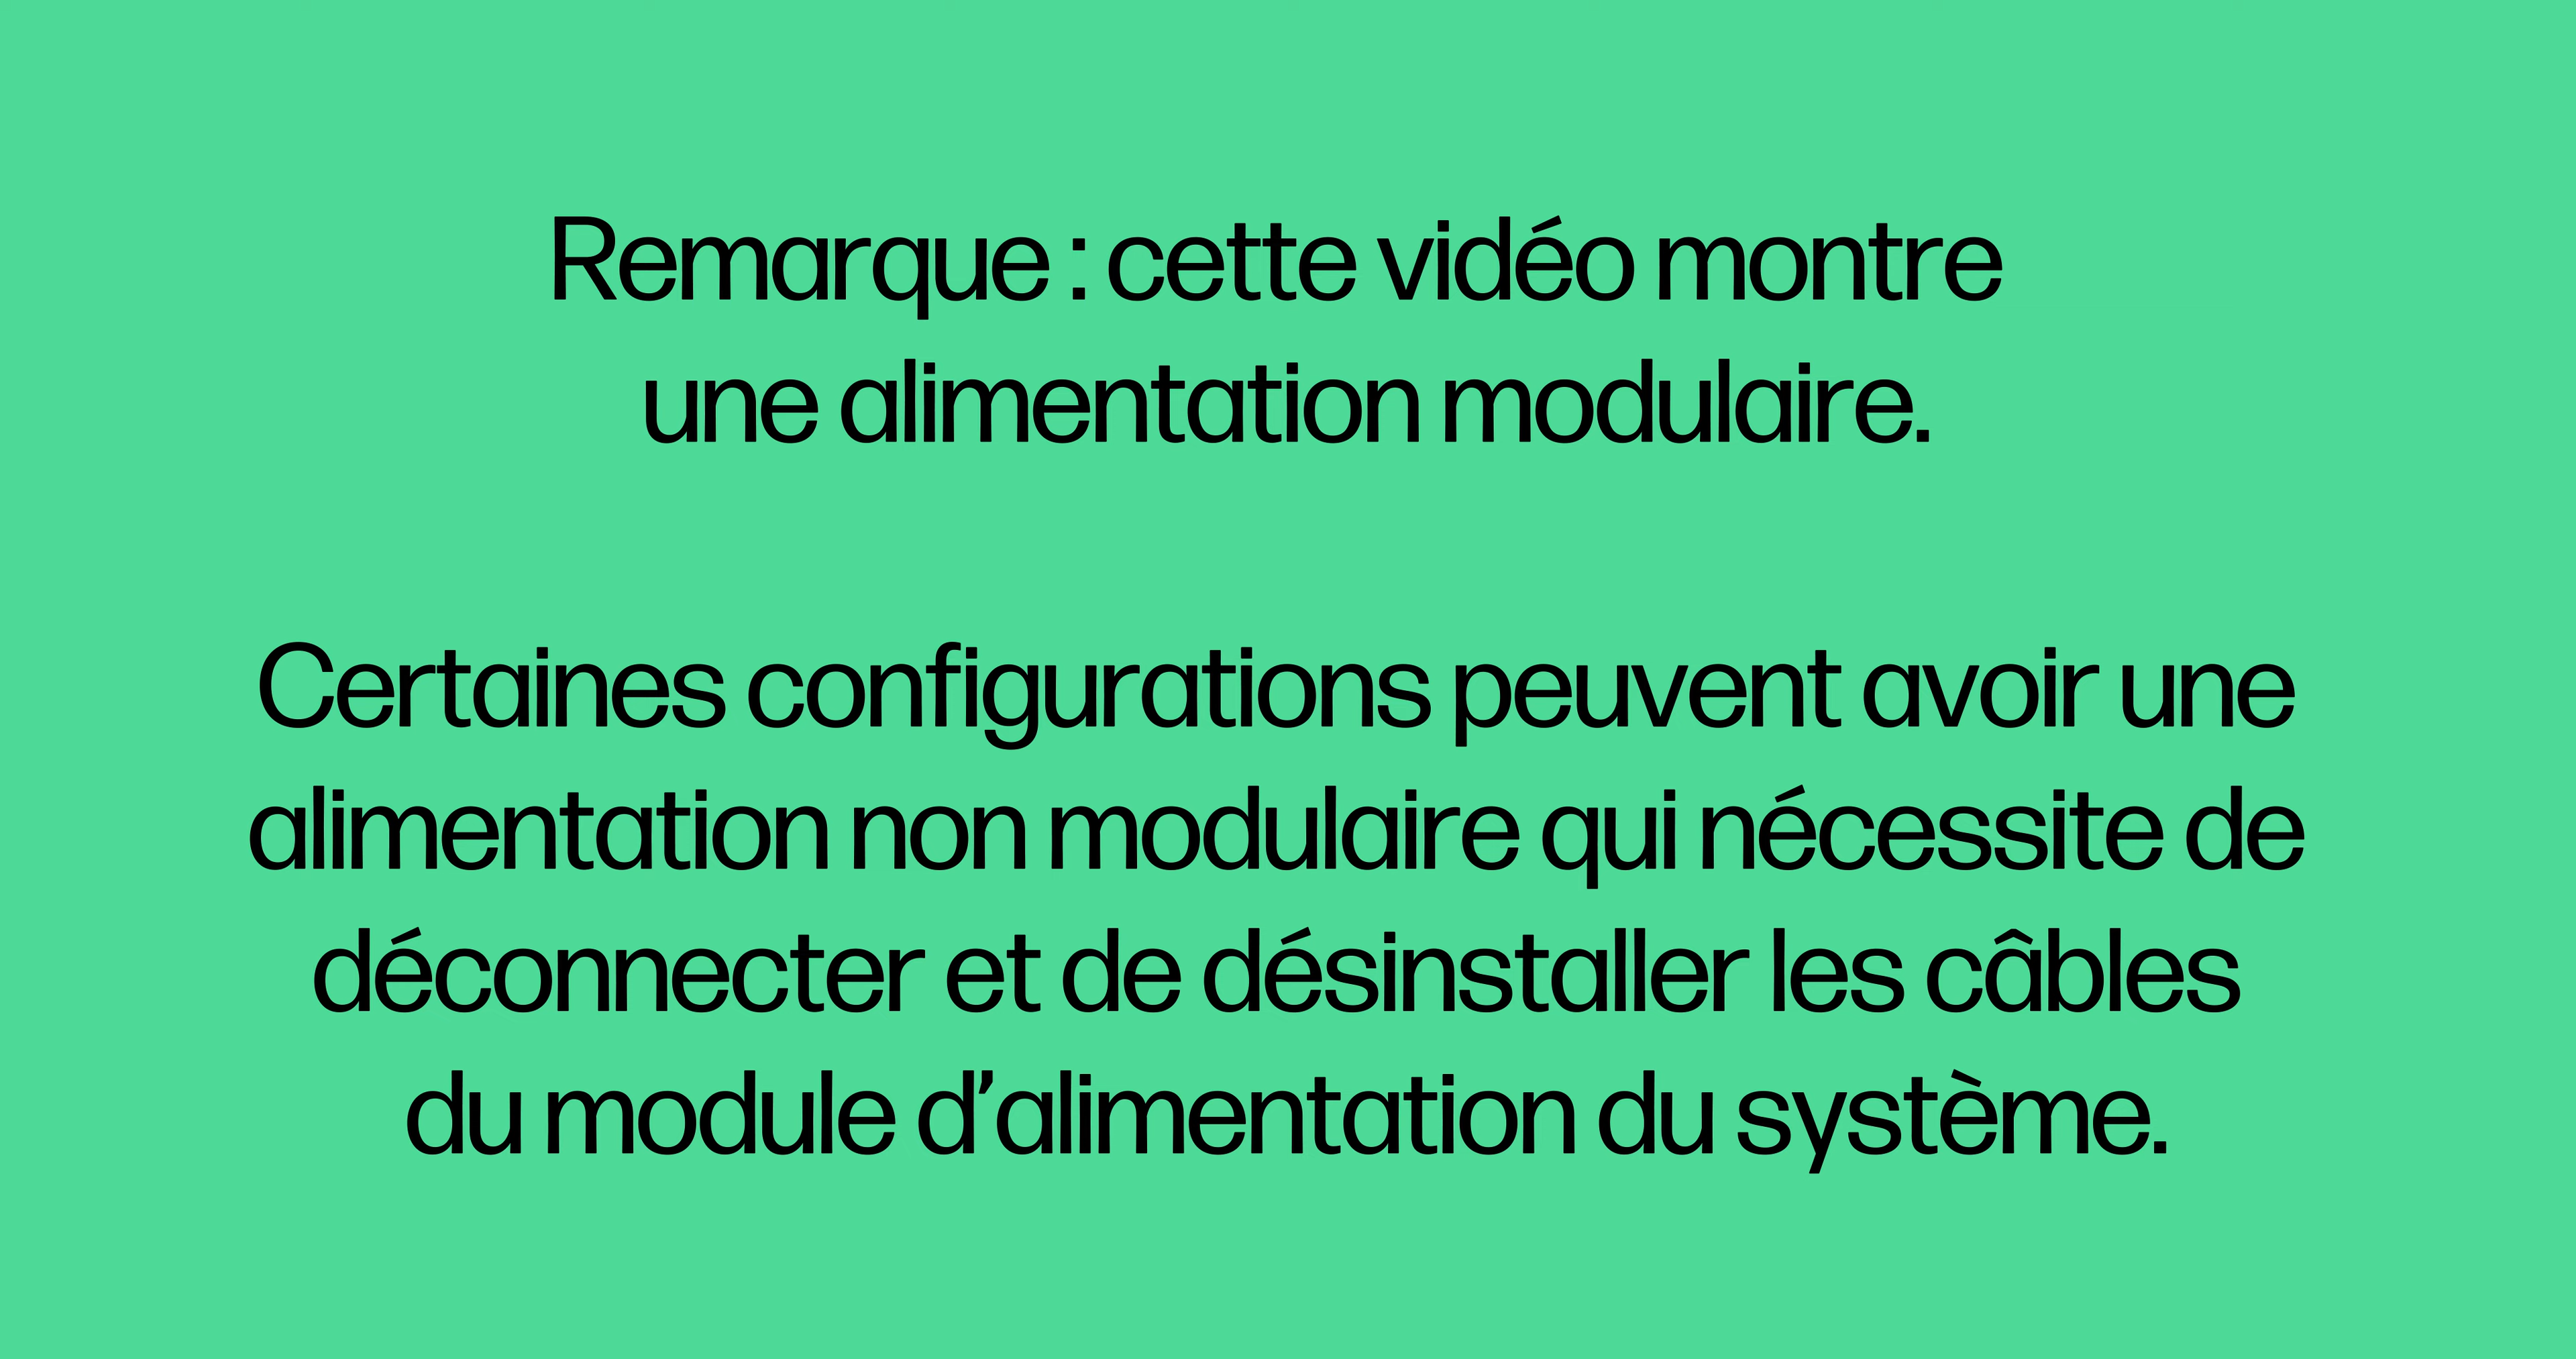 Remarque : cette vidéo montre
une alimentation modulaire.
Certaines configurations peuvent avoir une
alimentation non modulaire qui nécessite de
déconnecter et de désinstaller les câbles
du module d’alimentation du système.